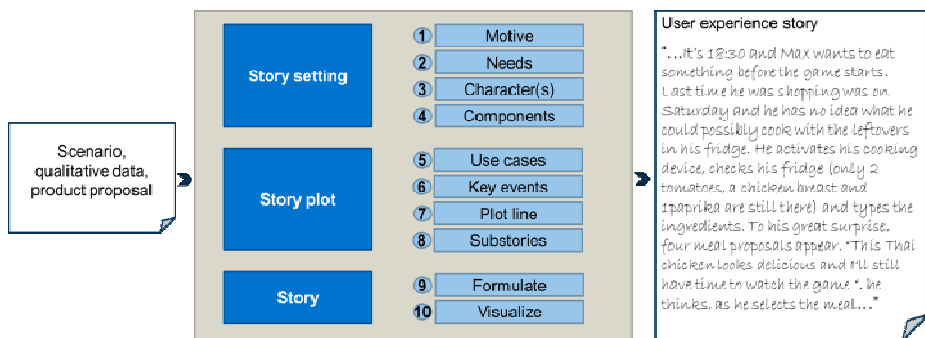 Scenario,
qualitative data,
product proposal
Story setting
1 Motive
2 Needs
3 Character(s)
4 Components
Story plot
5 Use cases
6 Key events
7 Plot line
8 Substories
Story
9 Formulate
10 Visualize
User experience story
"...It's 18:30 and Max wants to eat
something before the game starts.
Last time he was shopping was on
Saturday and he has no idea what he
could possibly cook with the leftovers
in his fridge. He activates his cooking
device, checks his fridge (only 2
tomatoes, a chicken breast and
1paprika are still there) and types the
ingredients. To his great surprise,
four meal proposals appear. "This Thai
chicken looks delicious and I'll still
have time to watch the game ". he
thinks, as he selects the meal..."